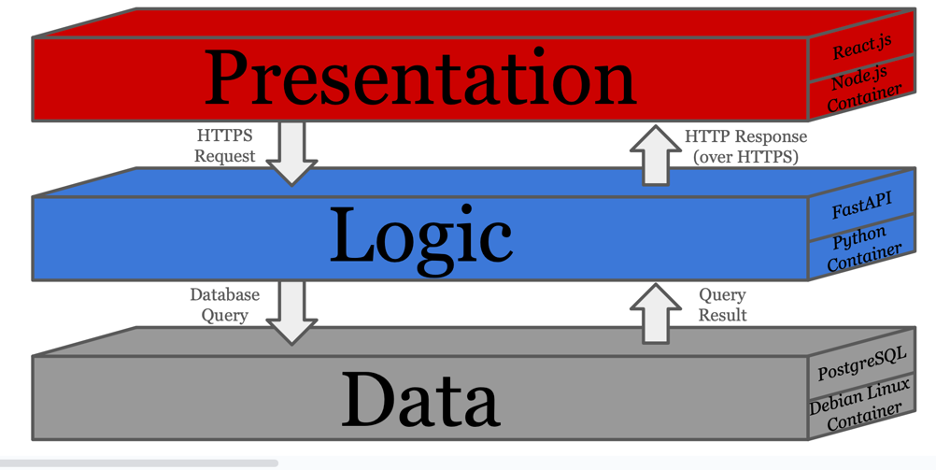 Presentation
React.js
Node.js
Container
HTTPS
Request
HTTP Response
(over HTTPS)
Logic
FastAPI
Python
Container
Database
Query
Query
Result
Data
PostgreSQL
Debian Linux
Container